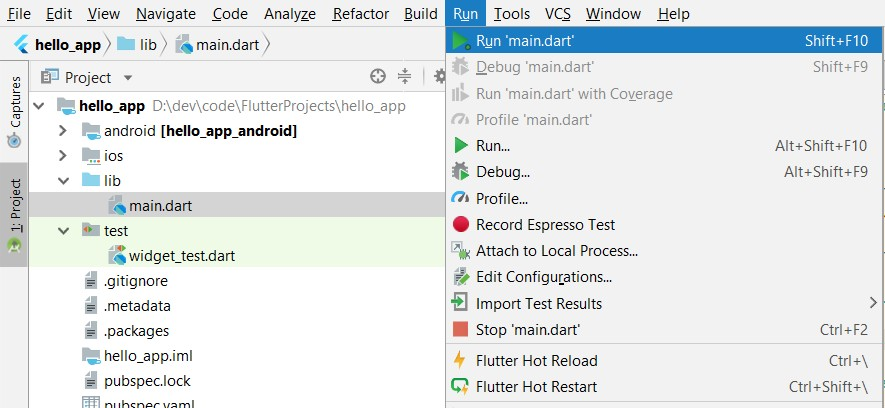 File Edit View Navigate Code Analyze Refactor Build Run Tools VCS Window Help
hello_app lib main.dart
Project
hello_app D:\dev\code\FlutterProjects\hello_app
android [hello_app_android]
ios
lib
main.dart
test
widget_test.dart
.gitignore
.metadata
.packages
hello_app.iml
pubspec.lock
pubspec.yaml
Captures
1: Project
Run 'main.dart' Shift+F10
Debug 'main.dart' Shift+F9
Run 'main.dart' with Coverage
Profile 'main.dart'
Run... Alt+Shift+F10
Debug... Alt+Shift+F9
Profile...
Record Espresso Test
Attach to Local Process...
Edit Configurations...
Import Test Results
Stop 'main.dart' Ctrl+F2
Flutter Hot Reload Ctrl+\
Flutter Hot Restart Ctrl+Shift+\